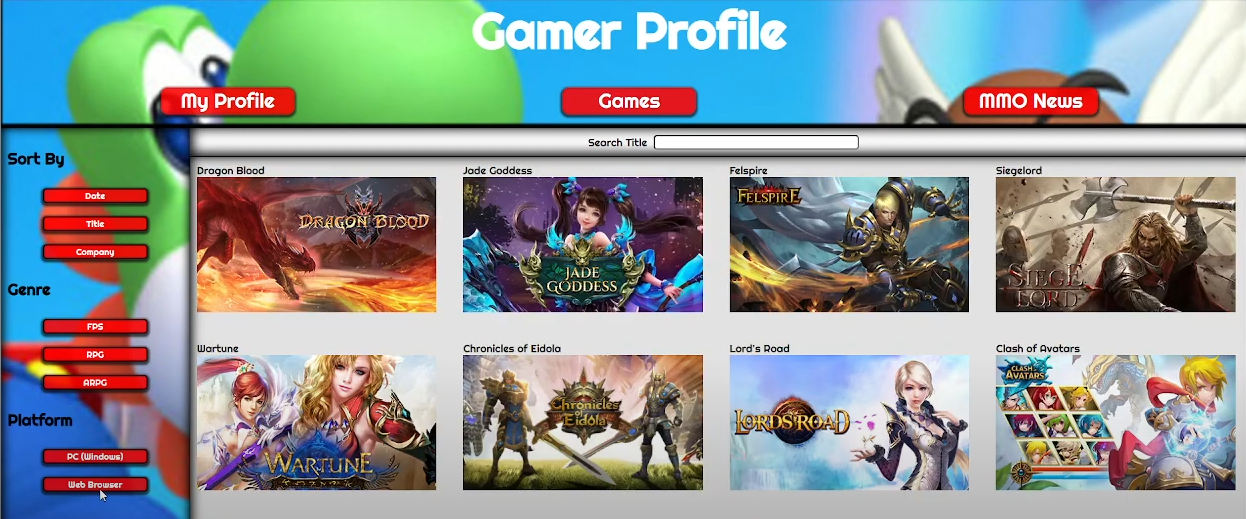 Gamer Profile
My Profile
Games
MMO News
Search Title
Sort By
Date
Title
Company
Genre
FPS
RPG
ARPG
Platform
PC (Windows)
Web Browser
Dragon Blood
DRAGON BLOOD
Jade Goddess
JADE
GODDESS
Felspire
FELSPIRE
Siegelord
SIEGE
LORD
Wartune
WARTUNE
Chronicles of Eidola
Chronicles
of
Eidola
Lord's Road
LORDS ROAD
Clash of Avatars
CLASH OF
AVATARS